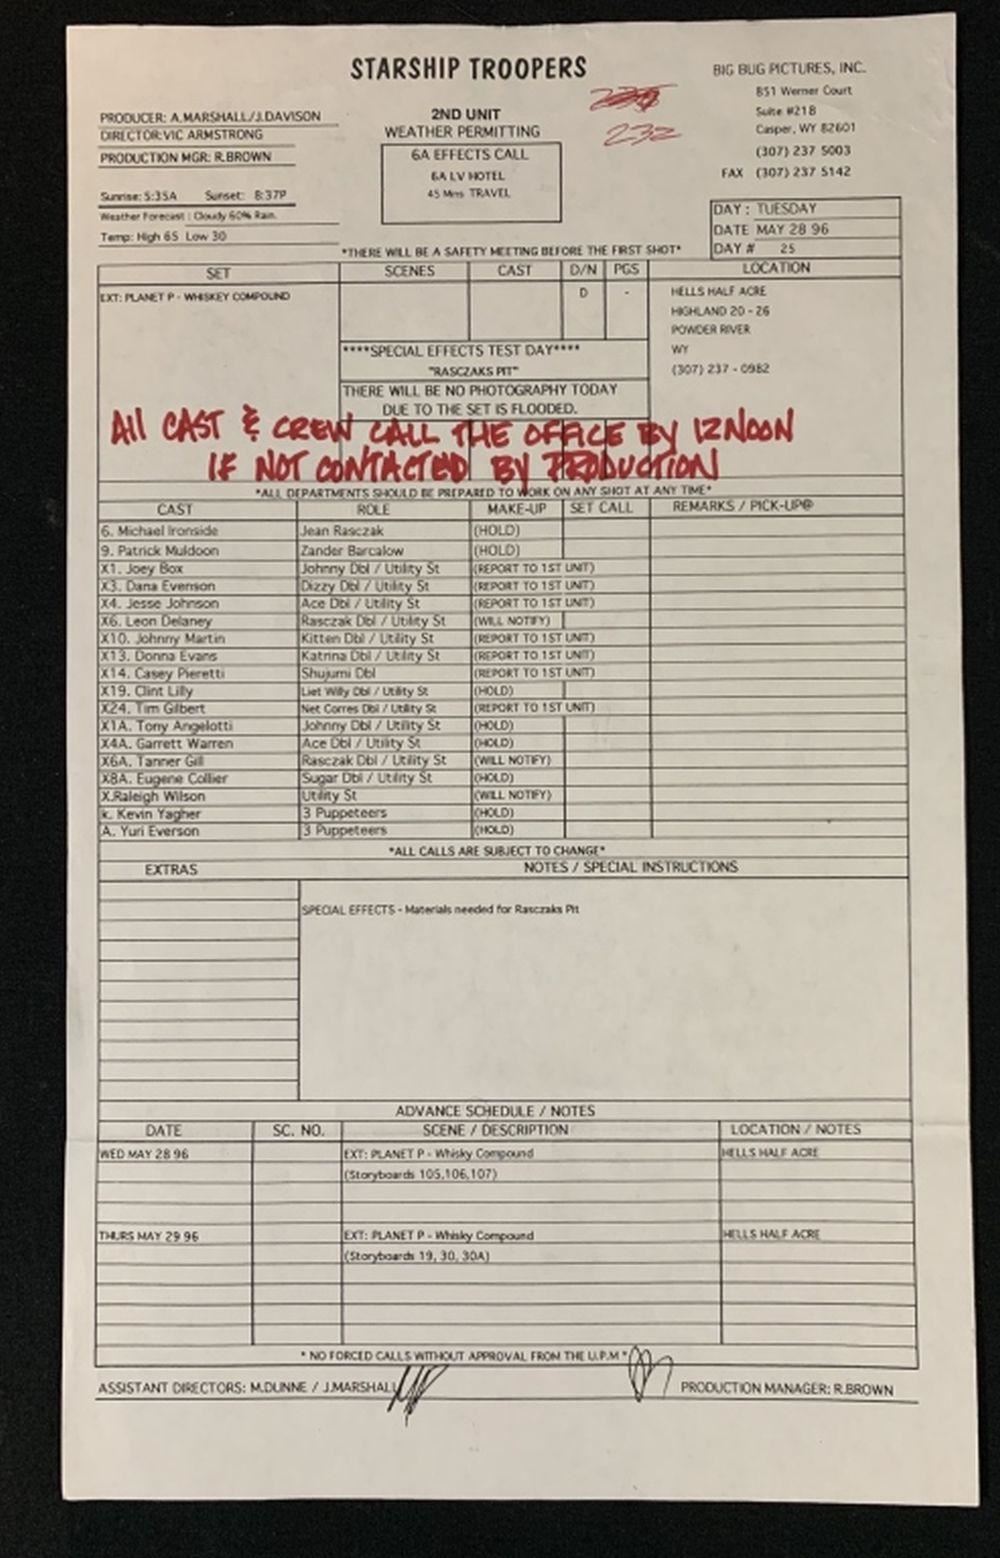 STARSHIP TROOPERS
BIG BUG PICTURES, INC.
851 Werner Court
Suite #218
Casper, WY 82601
(307) 237 5003
FAX (307) 237 5142
PRODUCER: A.MARSHALL./J.DAVISON
DIRECTOR:VIC ARMSTRONG
PRODUCTION MGR: R.BROWN
2ND UNIT
WEATHER PERMITTING
232
6A EFFECTS CALL
6A LV HOTEL
45 Mins TRAVEL
Sunrise: 5:35A Sunset: 8:37P
Weather Forecast : Cloudy 60% Rain.
Temp: High 65 Low 30
DAY : TUESDAY
DATE MAY 28 96
DAY # 25
*THERE WILL BE A SAFETY MEETING BEFORE THE FIRST SHOT*
SET SCENES CAST D/N PGS LOCATION
EXT: PLANET P - WHISKEY COMPOUND D - HELLS HALF ACRE
HIGHLAND 20 - 26
POWDER RIVER
WY
(307) 237 - 0982
****SPECIAL EFFECTS TEST DAY****
"RASCZAKS PIT"
THERE WILL BE NO PHOTOGRAPHY TODAY
DUE TO THE SET IS FLOODED.
All CAST & CREW CALL THE OFFICE BY 12NOON
IF NOT CONTACTED BY PRODUCTION
*ALL DEPARTMENTS SHOULD BE PREPARED TO WORK ON ANY SHOT AT ANY TIME*
CAST ROLE MAKE-UP SET CALL REMARKS / PICK-UP@
6. Michael Ironside Jean Rasczak (HOLD)
9. Patrick Muldoon Zander Barcalow (HOLD)
X1. Joey Box Johnny Dbl / Utility St (REPORT TO 1ST UNIT)
X3. Dana Evenson Dizzy Dbl / Utility St (REPORT TO 1ST UNIT)
X4. Jesse Johnson Ace Dbl / Utility St (REPORT TO 1ST UNIT)
X6. Leon Delaney Rasczak Dbl / Utility St (WILL NOTIFY)
X10. Johnny Martin Kitten Dbl / Utility St (REPORT TO 1ST UNIT)
X13. Donna Evans Katrina Dbl / Utility St (REPORT TO 1ST UNIT)
X14. Casey Pieretti Shujumi Dbl (REPORT TO 1ST UNIT)
X19. Clint Lilly Liet Willy Dbl / Utility St (HOLD)
X24. Tim Gilbert Net Corres Dbl / Utility St (REPORT TO 1ST UNIT)
X1A. Tony Angelotti Johnny Dbl / Utility St (HOLD)
X4A. Garrett Warren Ace Dbl / Utility St (HOLD)
X6A. Tanner Gill Rasczak Dbl / Utility St (WILL NOTIFY)
X8A. Eugene Collier Sugar Dbl / Utility St (HOLD)
X.Raleigh Wilson Utility St (WILL NOTIFY)
k. Kevin Yagher 3 Puppeteers (HOLD)
A. Yuri Everson 3 Puppeteers (HOLD)
*ALL CALLS ARE SUBJECT TO CHANGE*
EXTRAS NOTES / SPECIAL INSTRUCTIONS
SPECIAL EFFECTS - Materials needed for Rasczaks Pit
ADVANCE SCHEDULE / NOTES
DATE SC. NO. SCENE / DESCRIPTION LOCATION / NOTES
WED MAY 28 96 EXT: PLANET P - Whisky Compound HELLS HALF ACRE
(Storyboards 105,106,107)
THURS MAY 29 96 EXT: PLANET P - Whisky Compound HELLS HALF ACRE
(Storyboards 19, 30, 30A)
* NO FORCED CALLS WITHOUT APPROVAL FROM THE U.P.M *
ASSISTANT DIRECTORS: M.DUNNE / J.MARSHALL PRODUCTION MANAGER: R.BROWN